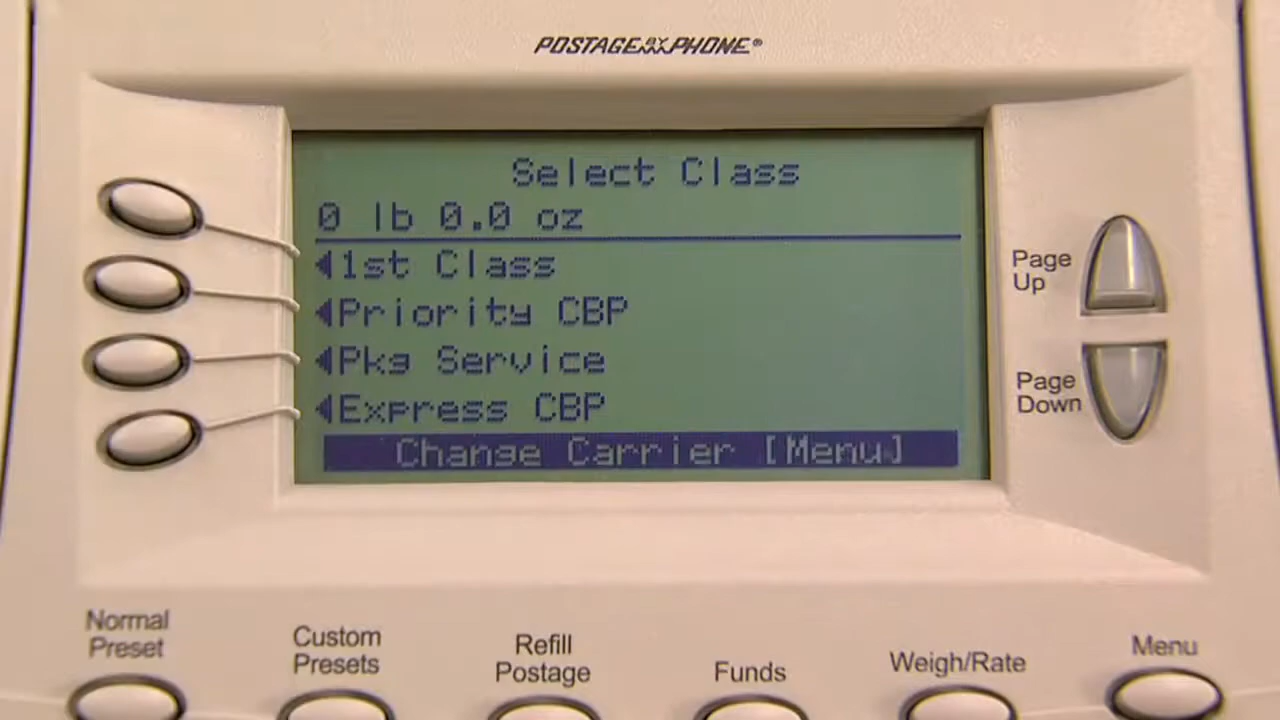 POSTAGE BY PHONE®
Select Class
0 lb 0.0 oz
1st Class
Priority CBP
Pkg Service
Express CBP
Change Carrier [Menu]
Page
Up
Page
Down
Normal
Preset
Custom
Presets
Refill
Postage
Funds
Weigh/Rate
Menu